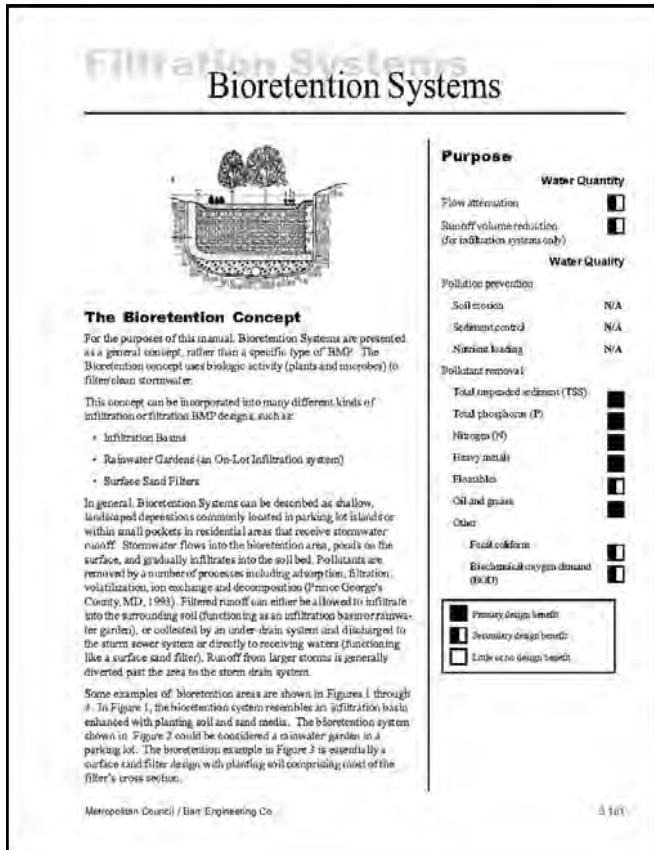 Filtration Systems
Bioretention Systems
The Bioretention Concept
For the purposes of this manual, Bioretention Systems are presented
as a general concept, rather than a specific type of BMP. The
Bioretention concept uses biologic activity (plants and microbes) to
filter/clean stormwater.
This concept can be incorporated into many different kinds of
infiltration or filtration BMP designs, such as:
• Infiltration Basins
• Rainwater Gardens (an On-Lot Infiltration system)
• Surface Sand Filters
In general, Bioretention Systems can be described as shallow,
landscaped depressions commonly located in parking lot islands or
within small pockets in residential areas that receive stormwater
runoff. Stormwater flows into the bioretention area, ponds on the
surface, and gradually infiltrates into the soil bed. Pollutants are
removed by a number of processes including adsorption, filtration,
volatilization, ion exchange and decomposition (Prince George's
County, MD, 1993). Filtered runoff can either be allowed to infiltrate
into the surrounding soil (functioning as an infiltration basin or rainwa-
ter garden), or collected by an under-drain system and discharged to
the storm sewer system or directly to receiving waters (functioning
like a surface sand filter). Runoff from larger storms is generally
diverted past the area to the storm drain system.
Some examples of bioretention areas are shown in Figures 1 through
In Figure 1, the bioretention system resembles an infiltration basin
enhanced with planting soil and sand media. The bioretention system
shown in Figure 2 could be considered a rainwater garden in a
parking lot. The bioretention example in Figure 3 is essentially a
surface sand filter design with planting soil comprising most of the
filter's cross section.
Purpose
Water Quantity
Flow attenuation
Runoff volume reduction
(for infiltration systems only)
Water Quality
Pollution prevention
Soil erosion N/A
Sediment control N/A
Nutrient loading N/A
Pollutant removal
Total suspended sediment (TSS)
Total phosphorus (P)
Nitrogen (N)
Heavy metals
Floatables
Oil and grease
Other
Fecal coliform
Biochemical oxygen demand
(BOD)
Primary design benefit
Secondary design benefit
Little or no design benefit
Metropolitan Council / Barr Engineering Co.